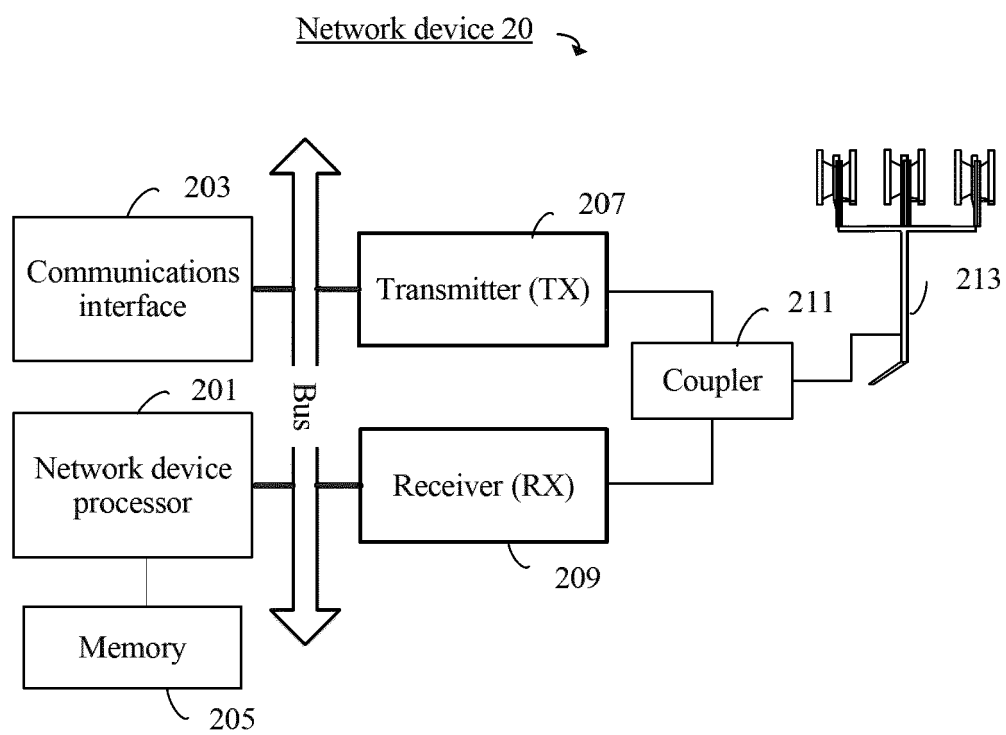 Network device 20
203
Communications
interface
207
Transmitter (TX)
213
211
Coupler
Bus
201
Network device
processor
Receiver (RX)
209
Memory
205